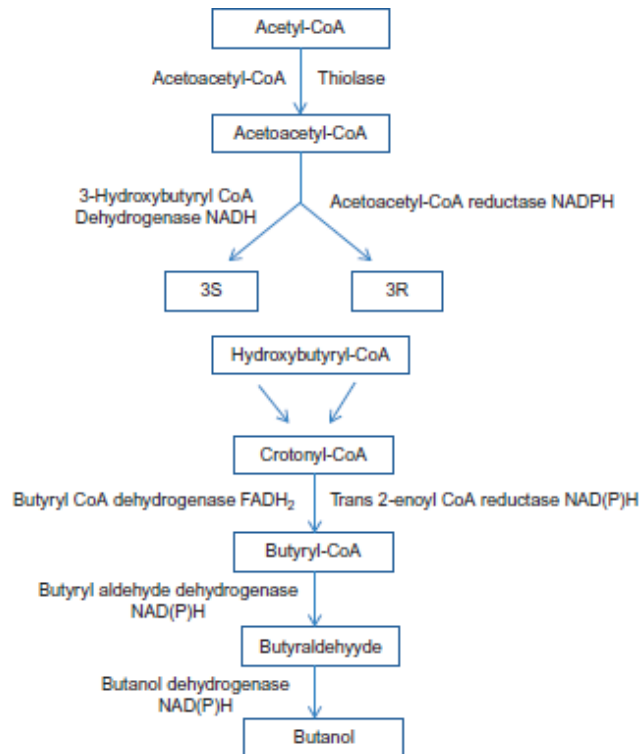 Acetyl-CoA
Acetoacetyl-CoA Thiolase
Acetoacetyl-CoA
3-Hydroxybutyryl CoA
Dehydrogenase NADH
Acetoacetyl-CoA reductase NADPH
3S
3R
Hydroxybutyryl-CoA
Crotonyl-CoA
Butyryl CoA dehydrogenase FADH₂
Trans 2-enoyl CoA reductase NAD(P)H
Butyryl-CoA
Butyryl aldehyde dehydrogenase
NAD(P)H
Butyraldehyyde
Butanol dehydrogenase
NAD(P)H
Butanol